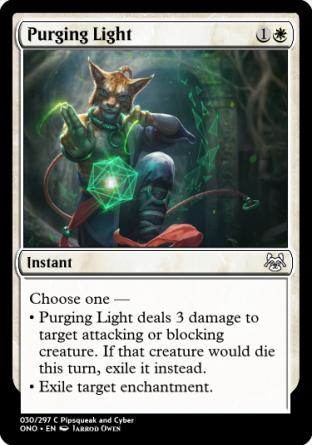 Purging Light 1
Instant
Choose one —
• Purging Light deals 3 damage to
target attacking or blocking
creature. If that creature would die
this turn, exile it instead.
• Exile target enchantment.
030/297 C Pipsqueak and Cyber
ONO • EN Jarrod Owen